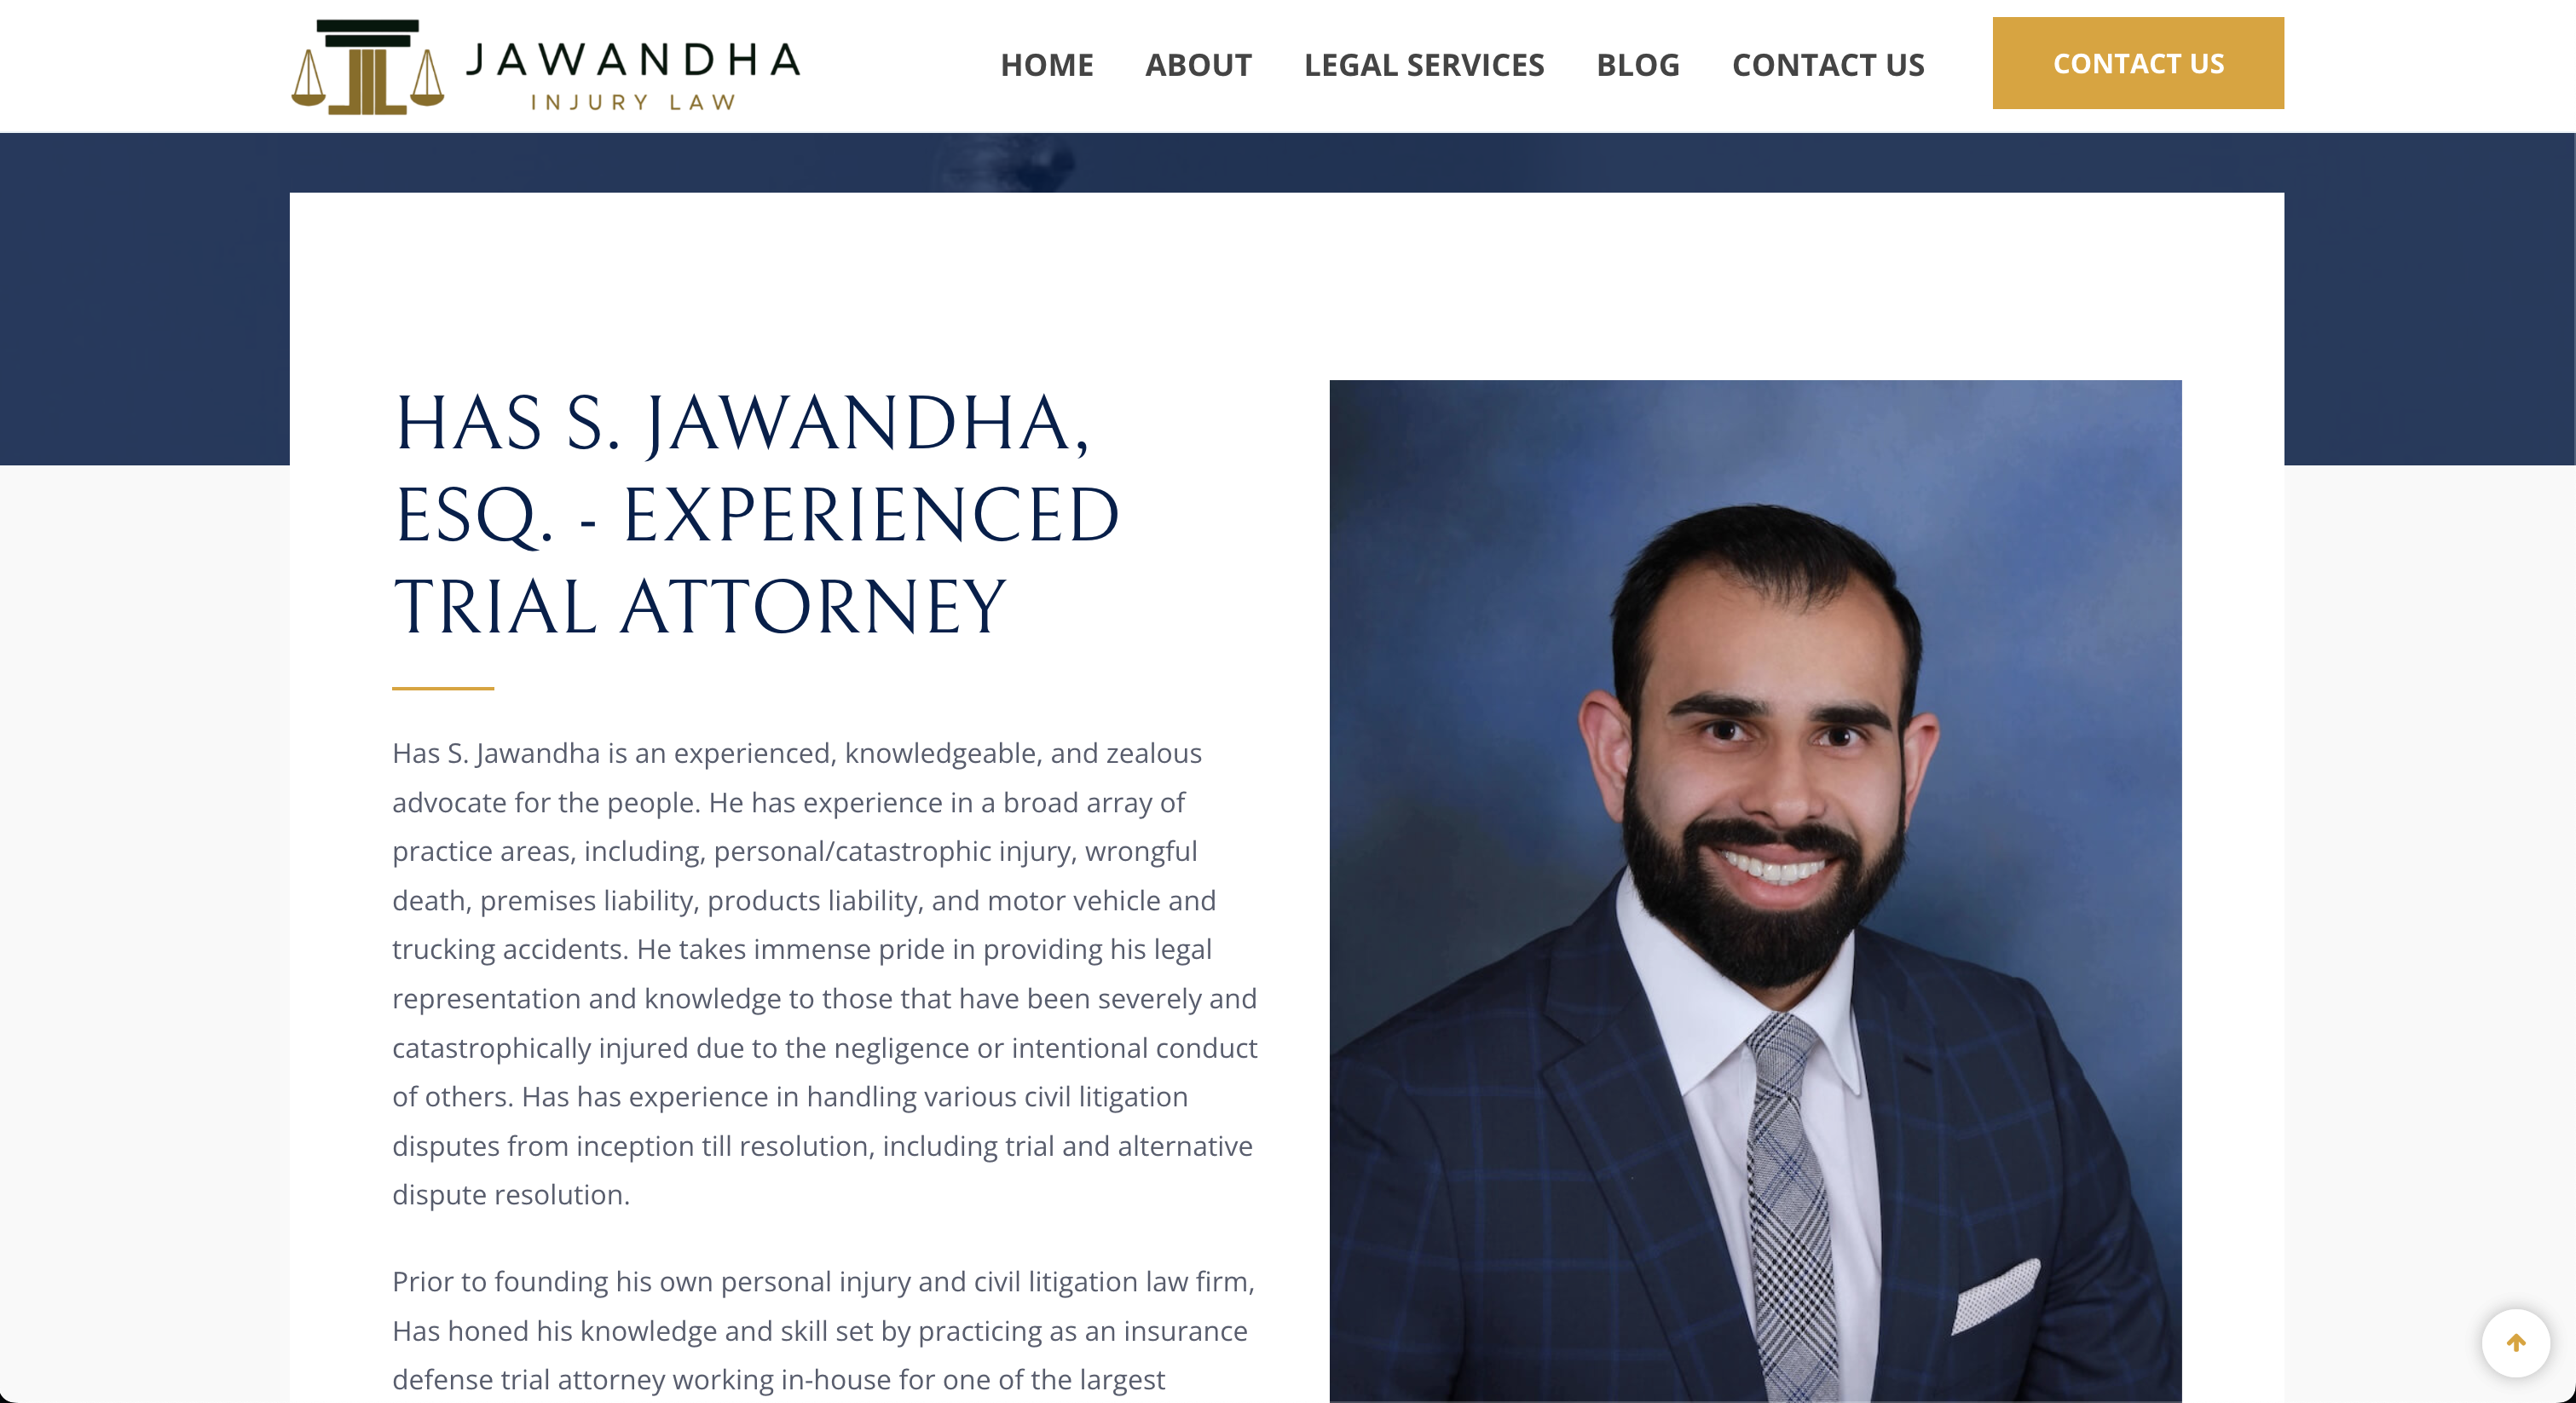 JAWANDHA
INJURY LAW
HOME
ABOUT
LEGAL SERVICES
BLOG
CONTACT US
CONTACT US
HAS S. JAWANDHA,
ESQ. - EXPERIENCED
TRIAL ATTORNEY
Has S. Jawandha is an experienced, knowledgeable, and zealous
advocate for the people. He has experience in a broad array of
practice areas, including, personal/catastrophic injury, wrongful
death, premises liability, products liability, and motor vehicle and
trucking accidents. He takes immense pride in providing his legal
representation and knowledge to those that have been severely and
catastrophically injured due to the negligence or intentional conduct
of others. Has has experience in handling various civil litigation
disputes from inception till resolution, including trial and alternative
dispute resolution.
Prior to founding his own personal injury and civil litigation law firm,
Has honed his knowledge and skill set by practicing as an insurance
defense trial attorney working in-house for one of the largest